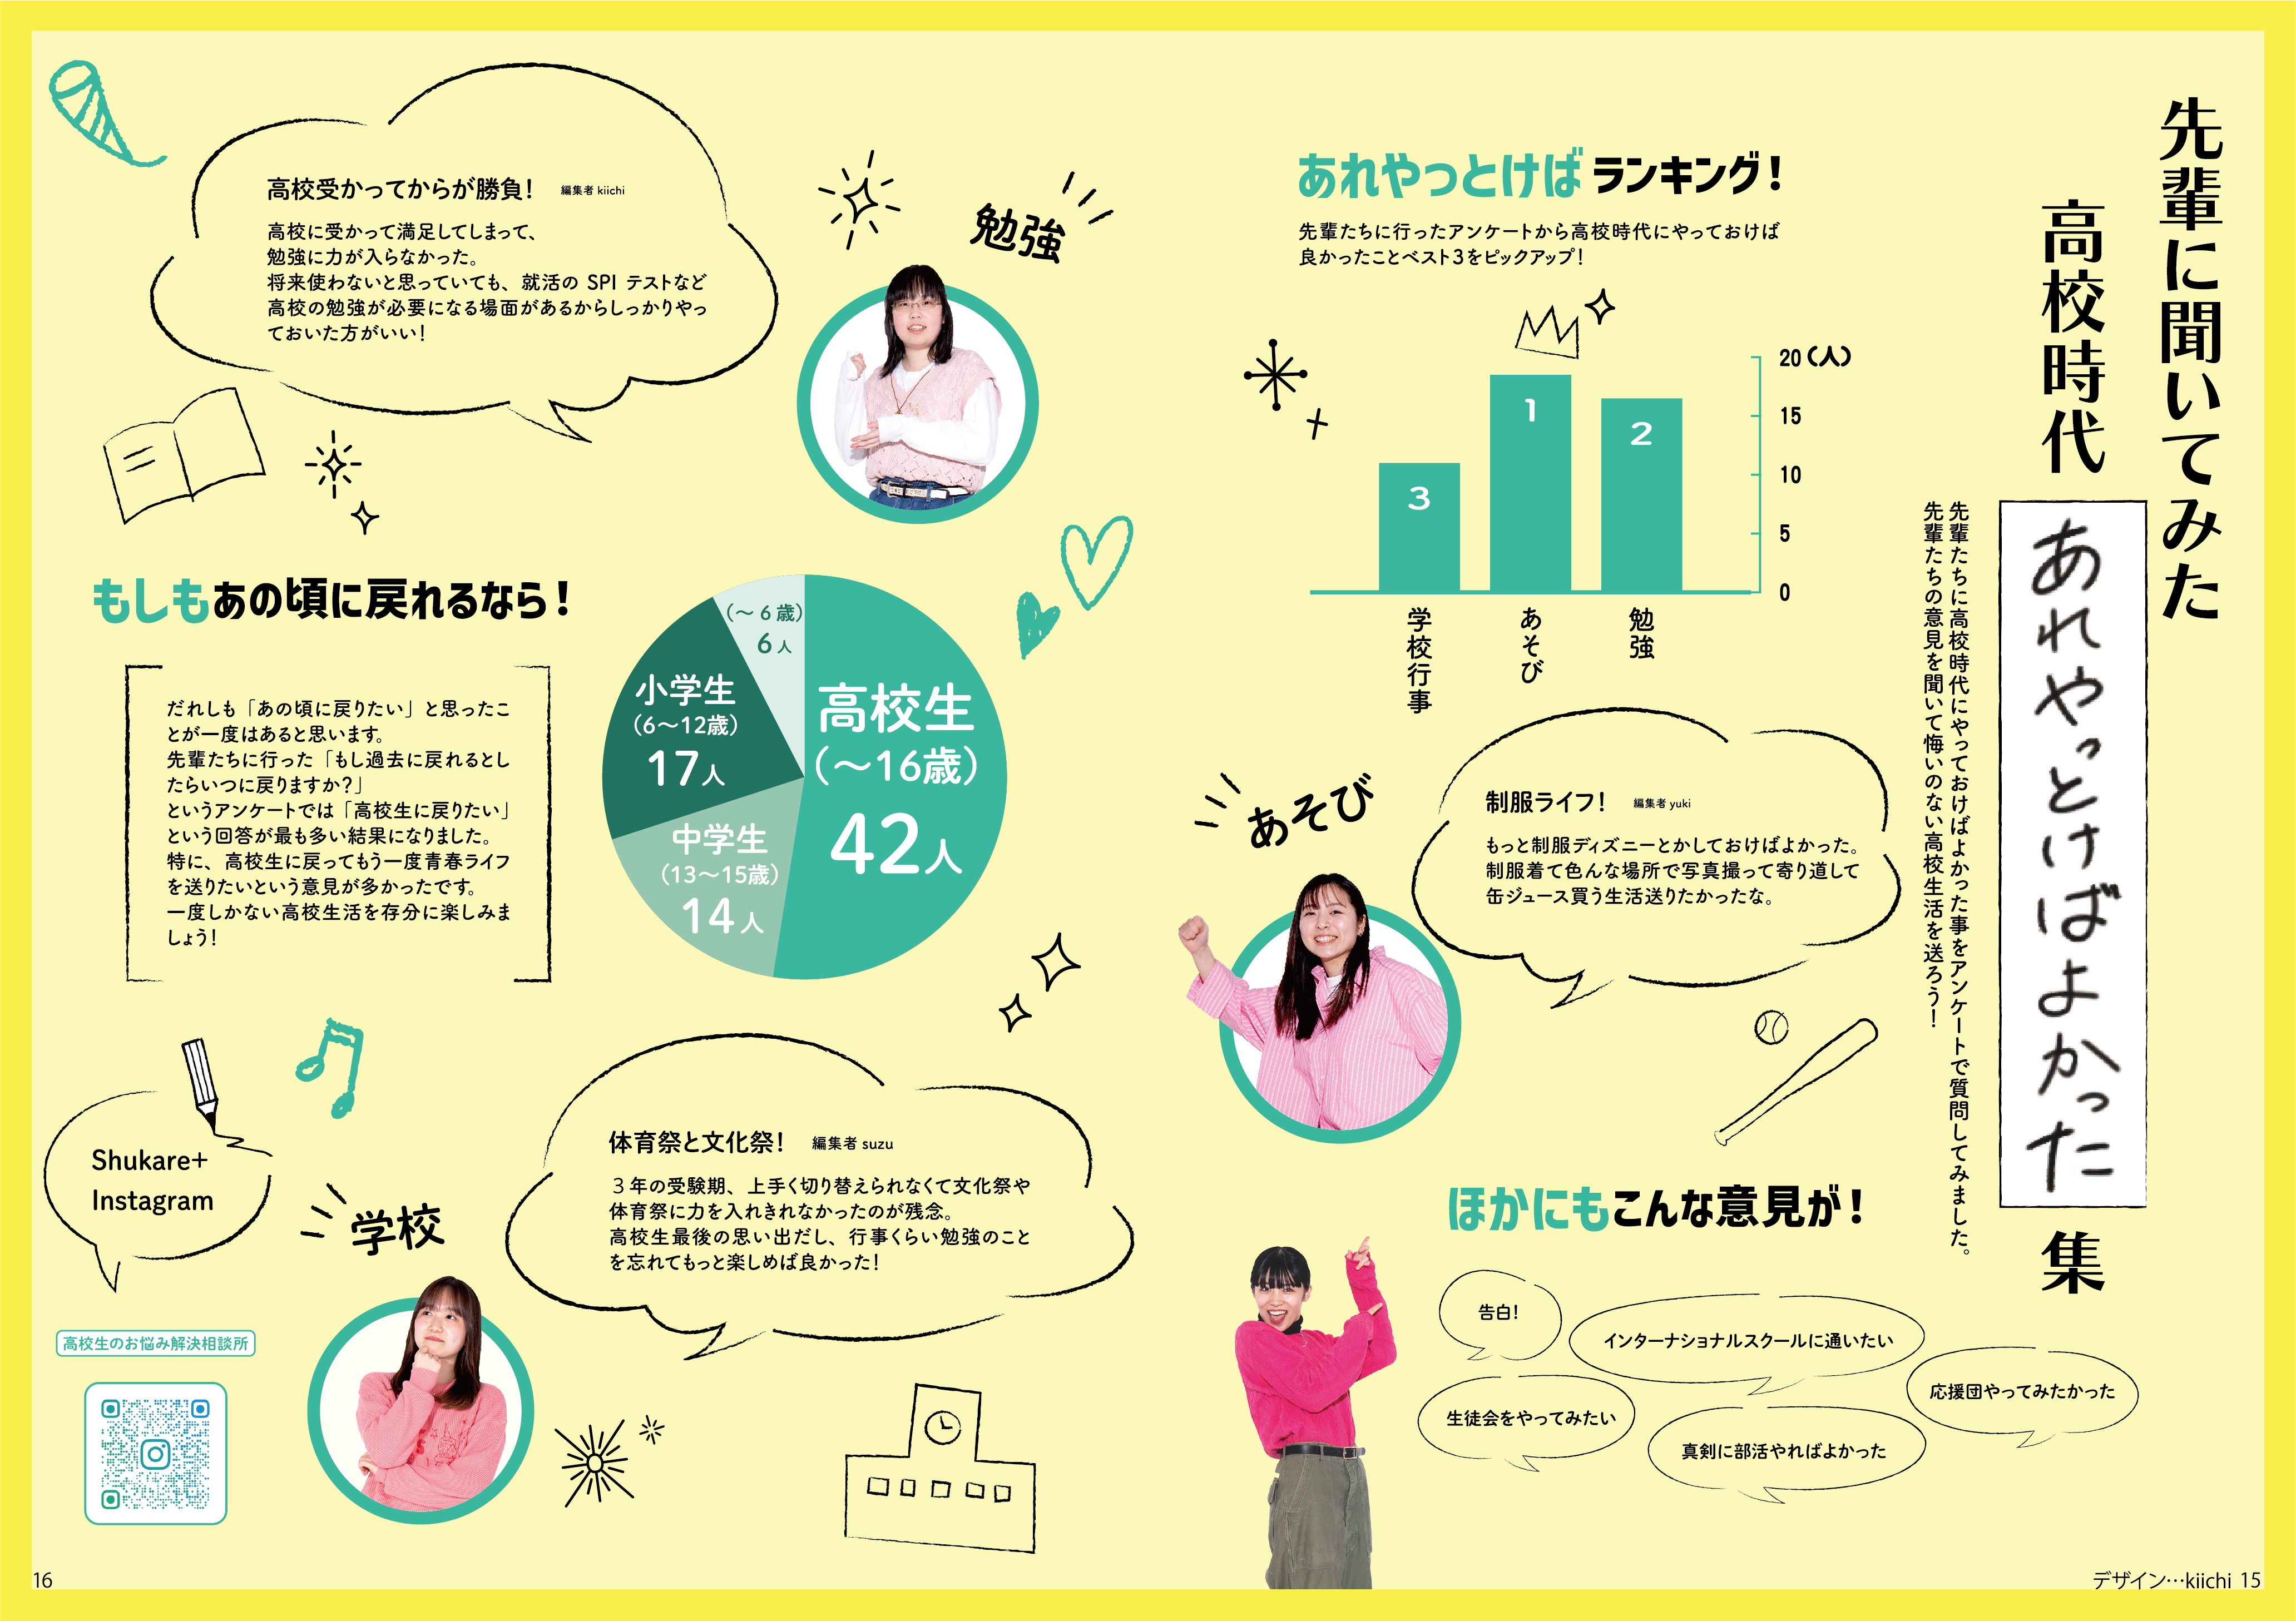 先輩に聞いてみた
高校時代
あれやっとけばよかった
集
先輩たちに高校時代にやっておけばよかった事をアンケートで質問してみました。
先輩たちの意見を聞いて悔いのない高校生活を送ろう！
あれやっとけばランキング！
先輩たちに行ったアンケートから高校時代にやっておけば
良かったことベスト3をピックアップ！
20（人）
15
10
5
0
1
2
3
勉強
あそび
学校行事
あそび
制服ライフ！　編集者 yuki
もっと制服ディズニーとかしておけばよかった。
制服着て色んな場所で写真撮って寄り道して
缶ジュース買う生活送りたかったな。
ほかにもこんな意見が！
告白！
インターナショナルスクールに通いたい
応援団やってみたかった
生徒会をやってみたい
真剣に部活やればよかった
デザイン…kiichi 15
勉強
高校受かってからが勝負！　編集者 kiichi
高校に受かって満足してしまって、
勉強に力が入らなかった。
将来使わないと思っていても、就活の SPI テストなど
高校の勉強が必要になる場面があるからしっかりやっ
ておいた方がいい！
もしもあの頃に戻れるなら！
だれしも「あの頃に戻りたい」と思ったこ
とが一度はあると思います。
先輩たちに行った「もし過去に戻れるとし
たらいつに戻りますか？」
というアンケートでは「高校生に戻りたい」
という回答が最も多い結果になりました。
特に、高校生に戻ってもう一度青春ライフ
を送りたいという意見が多かったです。
一度しかない高校生活を存分に楽しみま
しょう！
高校生
（～16歳）
42人
中学生
（13～15歳）
14人
小学生
（6～12歳）
17人
（～6歳）
6人
学校
体育祭と文化祭！　編集者 suzu
３年の受験期、上手く切り替えられなくて文化祭や
体育祭に力を入れきれなかったのが残念。
高校生最後の思い出だし、行事くらい勉強のこと
を忘れてもっと楽しめば良かった！
Shukare+
Instagram
高校生のお悩み解決相談所
16